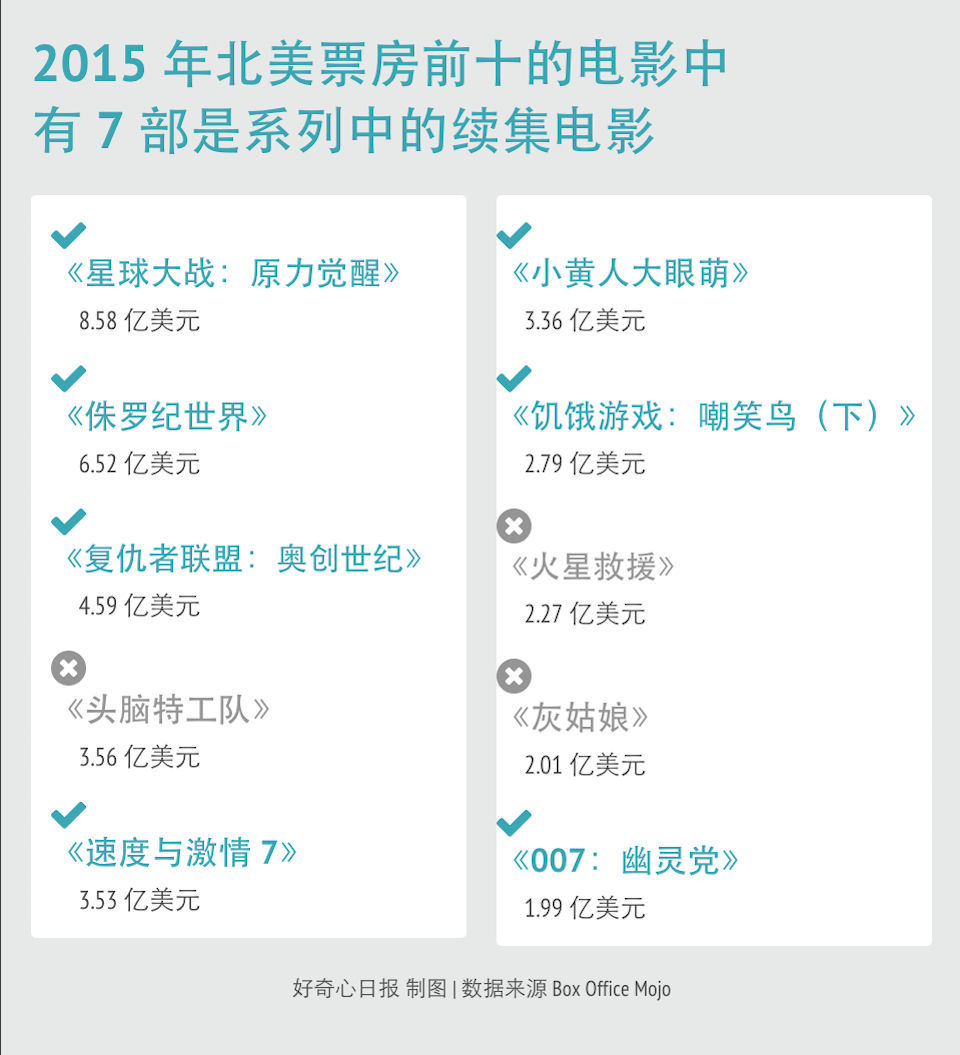 2015 年北美票房前十的电影中
有 7 部是系列中的续集电影
《星球大战：原力觉醒》
8.58 亿美元
《侏罗纪世界》
6.52 亿美元
《复仇者联盟：奥创世纪》
4.59 亿美元
《头脑特工队》
3.56 亿美元
《速度与激情 7》
3.53 亿美元
《小黄人大眼萌》
3.36 亿美元
《饥饿游戏：嘲笑鸟（下）》
2.79 亿美元
《火星救援》
2.27 亿美元
《灰姑娘》
2.01 亿美元
《007：幽灵党》
1.99 亿美元
好奇心日报 制图 | 数据来源 Box Office Mojo